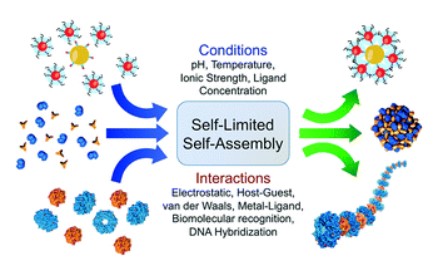 Conditions
pH, Temperature,
Ionic Strength, Ligand
Concentration
Self-Limited
Self-Assembly
Interactions
Electrostatic, Host-Guest,
van der Waals, Metal-Ligand,
Biomolecular recognition,
DNA Hybridization